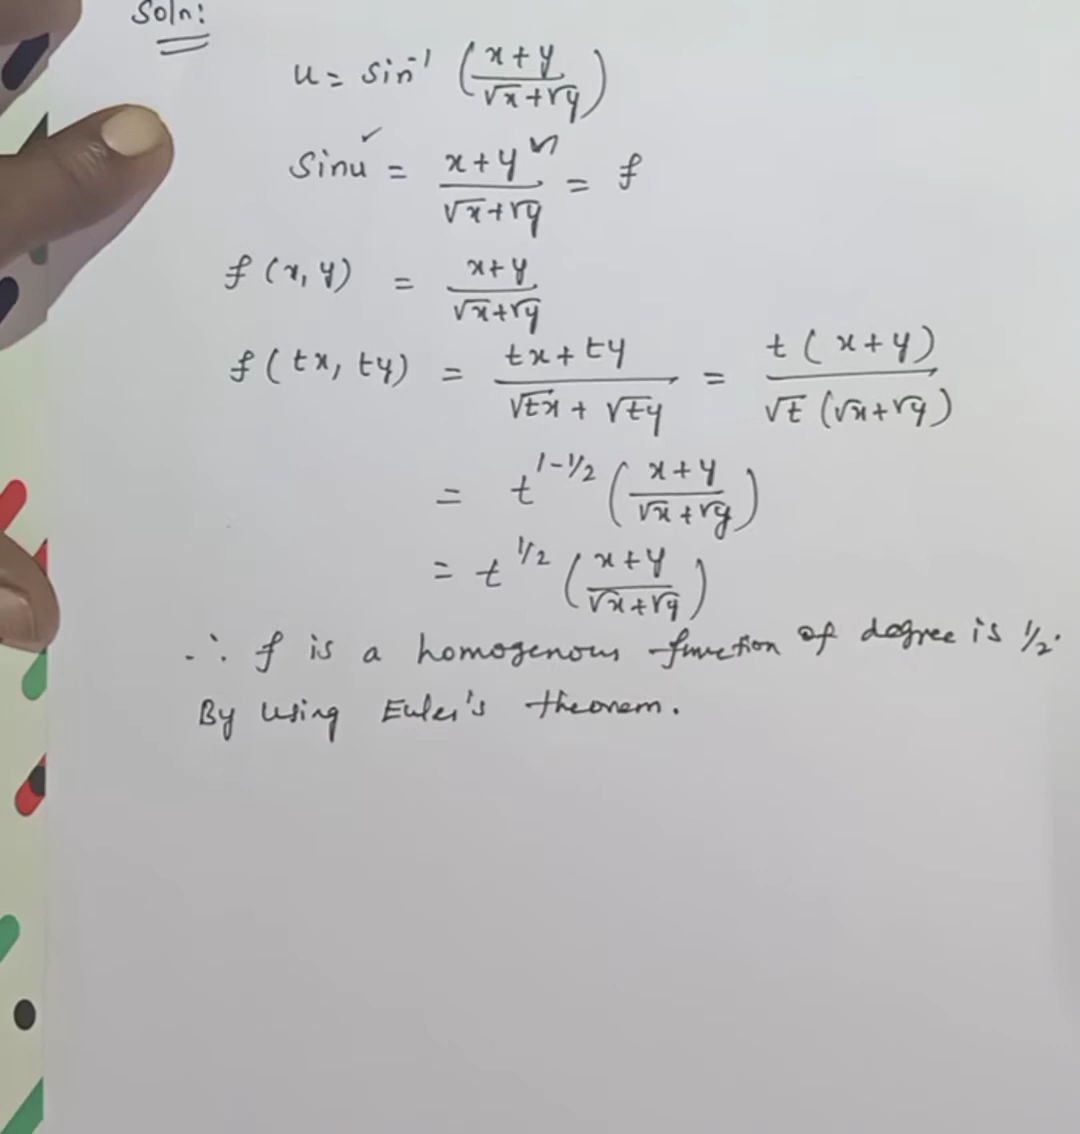 Soln:
u = sin⁻¹ (x+y / √x+√y)
Sinu = x+y / √x+√y = f
f(x, y) = x+y / √x+√y
f(tx, ty) = tx+ty / √tx + √ty = t(x+y) / √t (√x+√y)
= t^1-1/2 (x+y / √x+√y)
= t^1/2 (x+y / √x+√y)
∴ f is a homogenous function of degree is 1/2.
By using Euler's theorem.